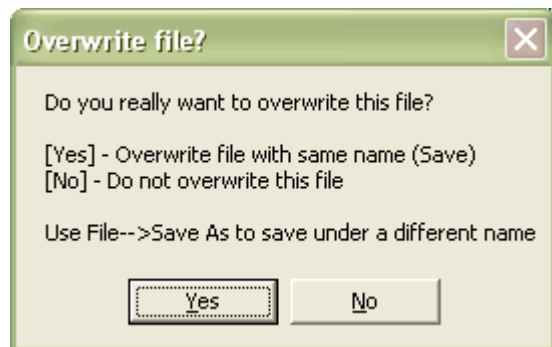 Overwrite file?
Do you really want to overwrite this file?
[Yes] - Overwrite file with same name (Save)
[No] - Do not overwrite this file
Use File-->Save As to save under a different name
Yes
No